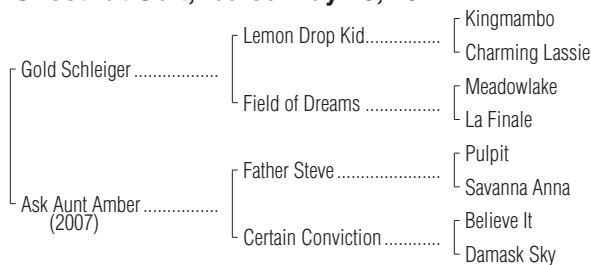 Kingmambo
Lemon Drop Kid
Charming Lassie
Gold Schleiger
Meadowlake
Field of Dreams
La Finale
Pulpit
Father Steve
Savanna Anna
Ask Aunt Amber
(2007)
Believe It
Certain Conviction
Damask Sky